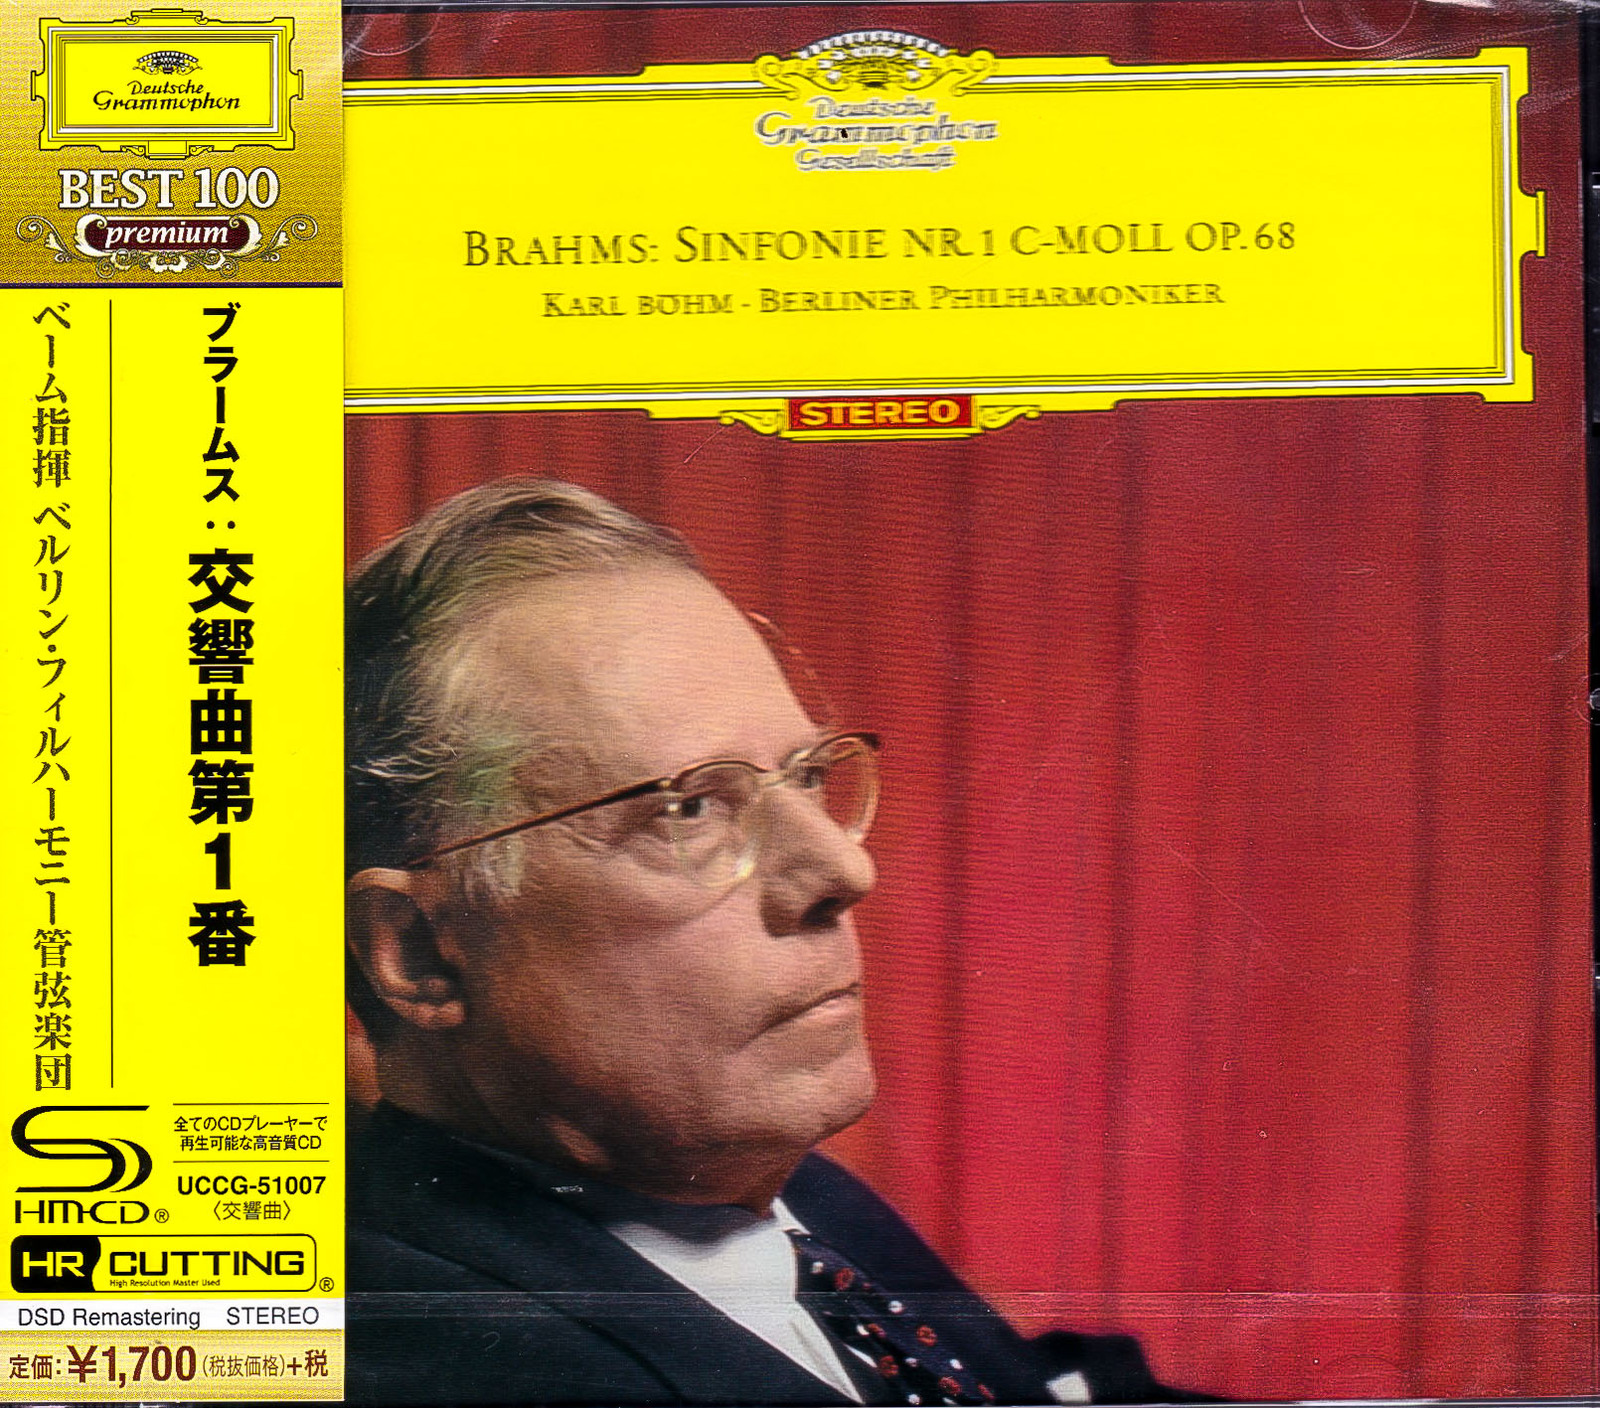 Deutsche
Grammophon
BEST 100
premium
ブラームス：交響曲第1番
ベーム指揮 ベルリン・フィルハーモニー管弦楽団
SHM-CD®
全てのCDプレーヤーで
再生可能な高音質CD
UCCG-51007
〈交響曲〉
HR CUTTING®
High Resolution Master Used
DSD Remastering STEREO
定価：¥1,700（税抜価格）+税
Deutsche
Grammophon
Gesellschaft
BRAHMS: SINFONIE NR.1 C-MOLL OP.68
KARL BÖHM - BERLINER PHILHARMONIKER
STEREO